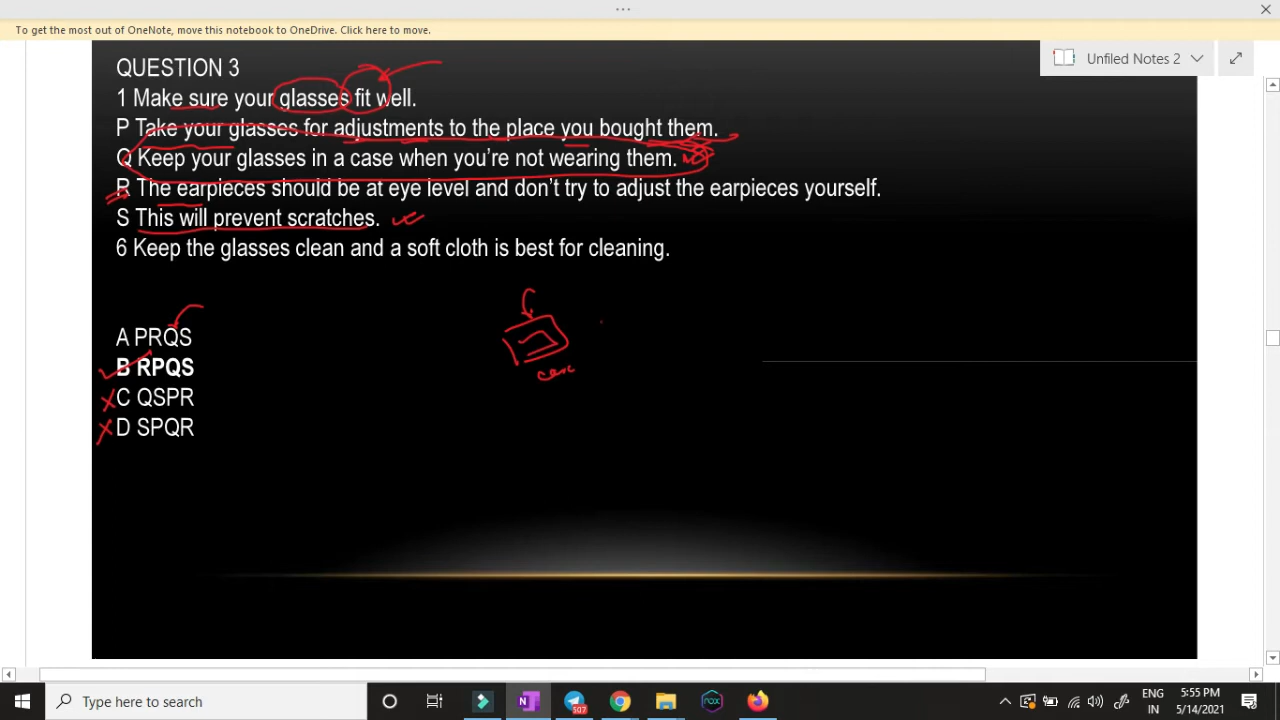 To get the most out of OneNote, move this notebook to OneDrive. Click here to move.
Unfiled Notes 2
QUESTION 3
1 Make sure your glasses fit well.
P Take your glasses for adjustments to the place you bought them.
Q Keep your glasses in a case when you're not wearing them.
R The earpieces should be at eye level and don't try to adjust the earpieces yourself.
S This will prevent scratches.
6 Keep the glasses clean and a soft cloth is best for cleaning.
A PRQS
B RPQS
C QSPR
D SPQR
case
Type here to search
107
nox
ENG
IN
5:55 PM
5/14/2021